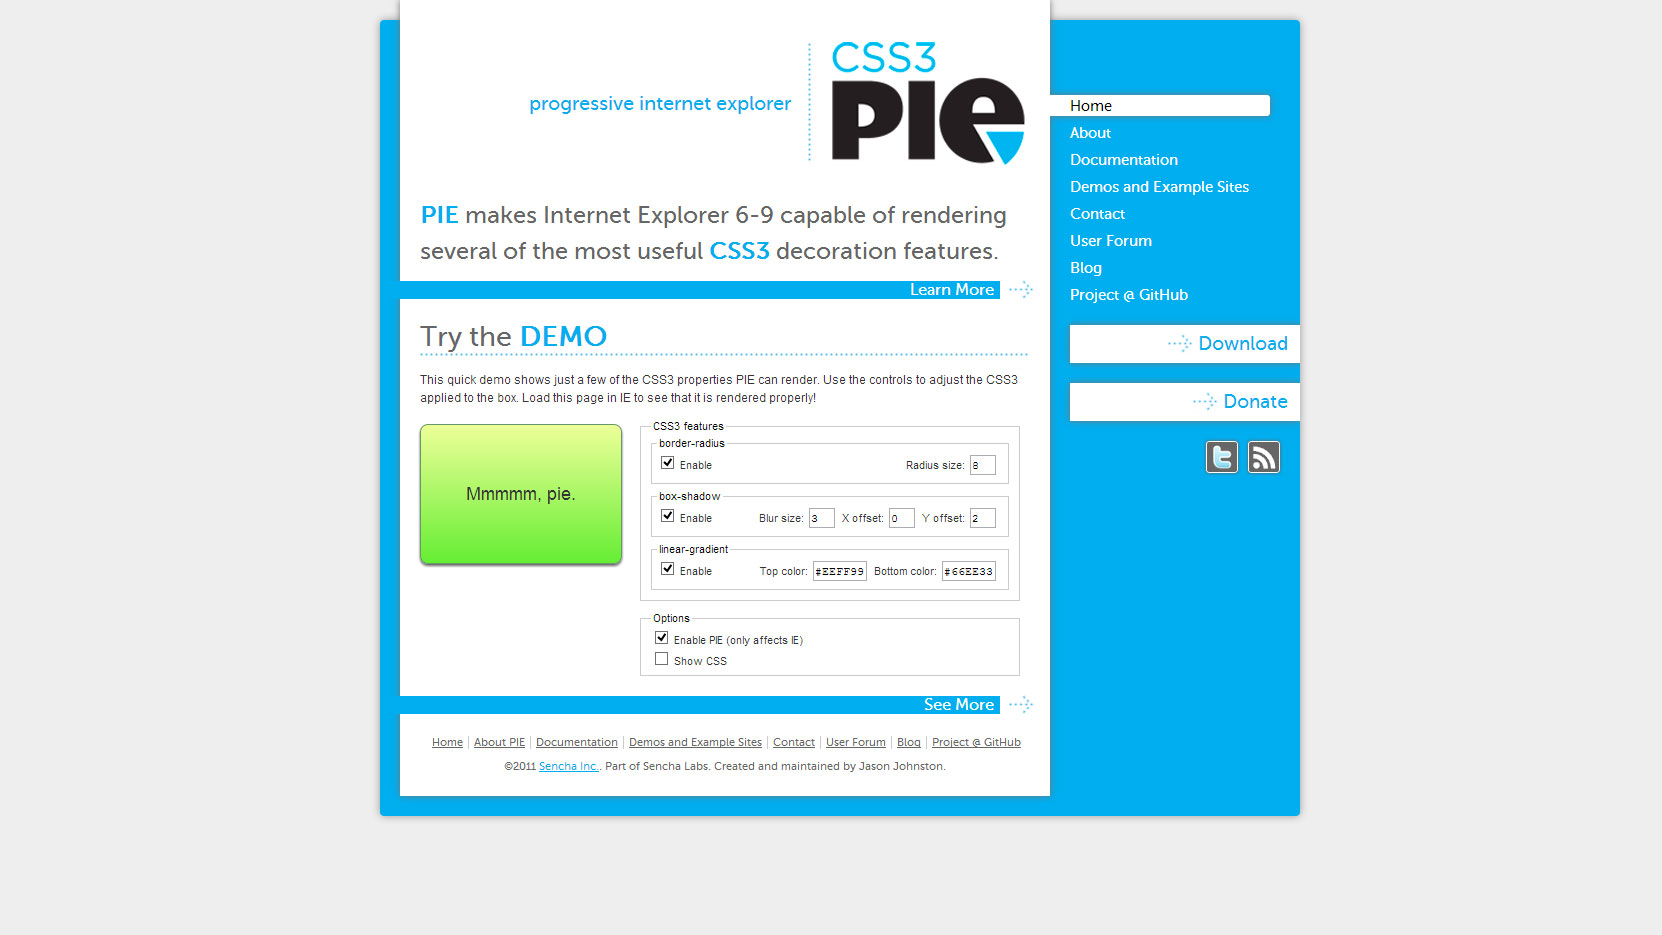 progressive internet explorer
CSS3
PIE
PIE makes Internet Explorer 6-9 capable of rendering
several of the most useful CSS3 decoration features.
Learn More
Try the DEMO
This quick demo shows just a few of the CSS3 properties PIE can render. Use the controls to adjust the CSS3
applied to the box. Load this page in IE to see that it is rendered properly!
Mmmmm, pie.
CSS3 features
border-radius
Enable Radius size: 8
box-shadow
Enable Blur size: 3 X offset: 0 Y offset: 2
linear-gradient
Enable Top color: #EEFF99 Bottom color: #66EE33
Options
Enable PIE (only affects IE)
Show CSS
See More
Home About PIE Documentation Demos and Example Sites Contact User Forum Blog Project @ GitHub
©2011 Sencha Inc.. Part of Sencha Labs. Created and maintained by Jason Johnston.
Home
About
Documentation
Demos and Example Sites
Contact
User Forum
Blog
Project @ GitHub
Download
Donate